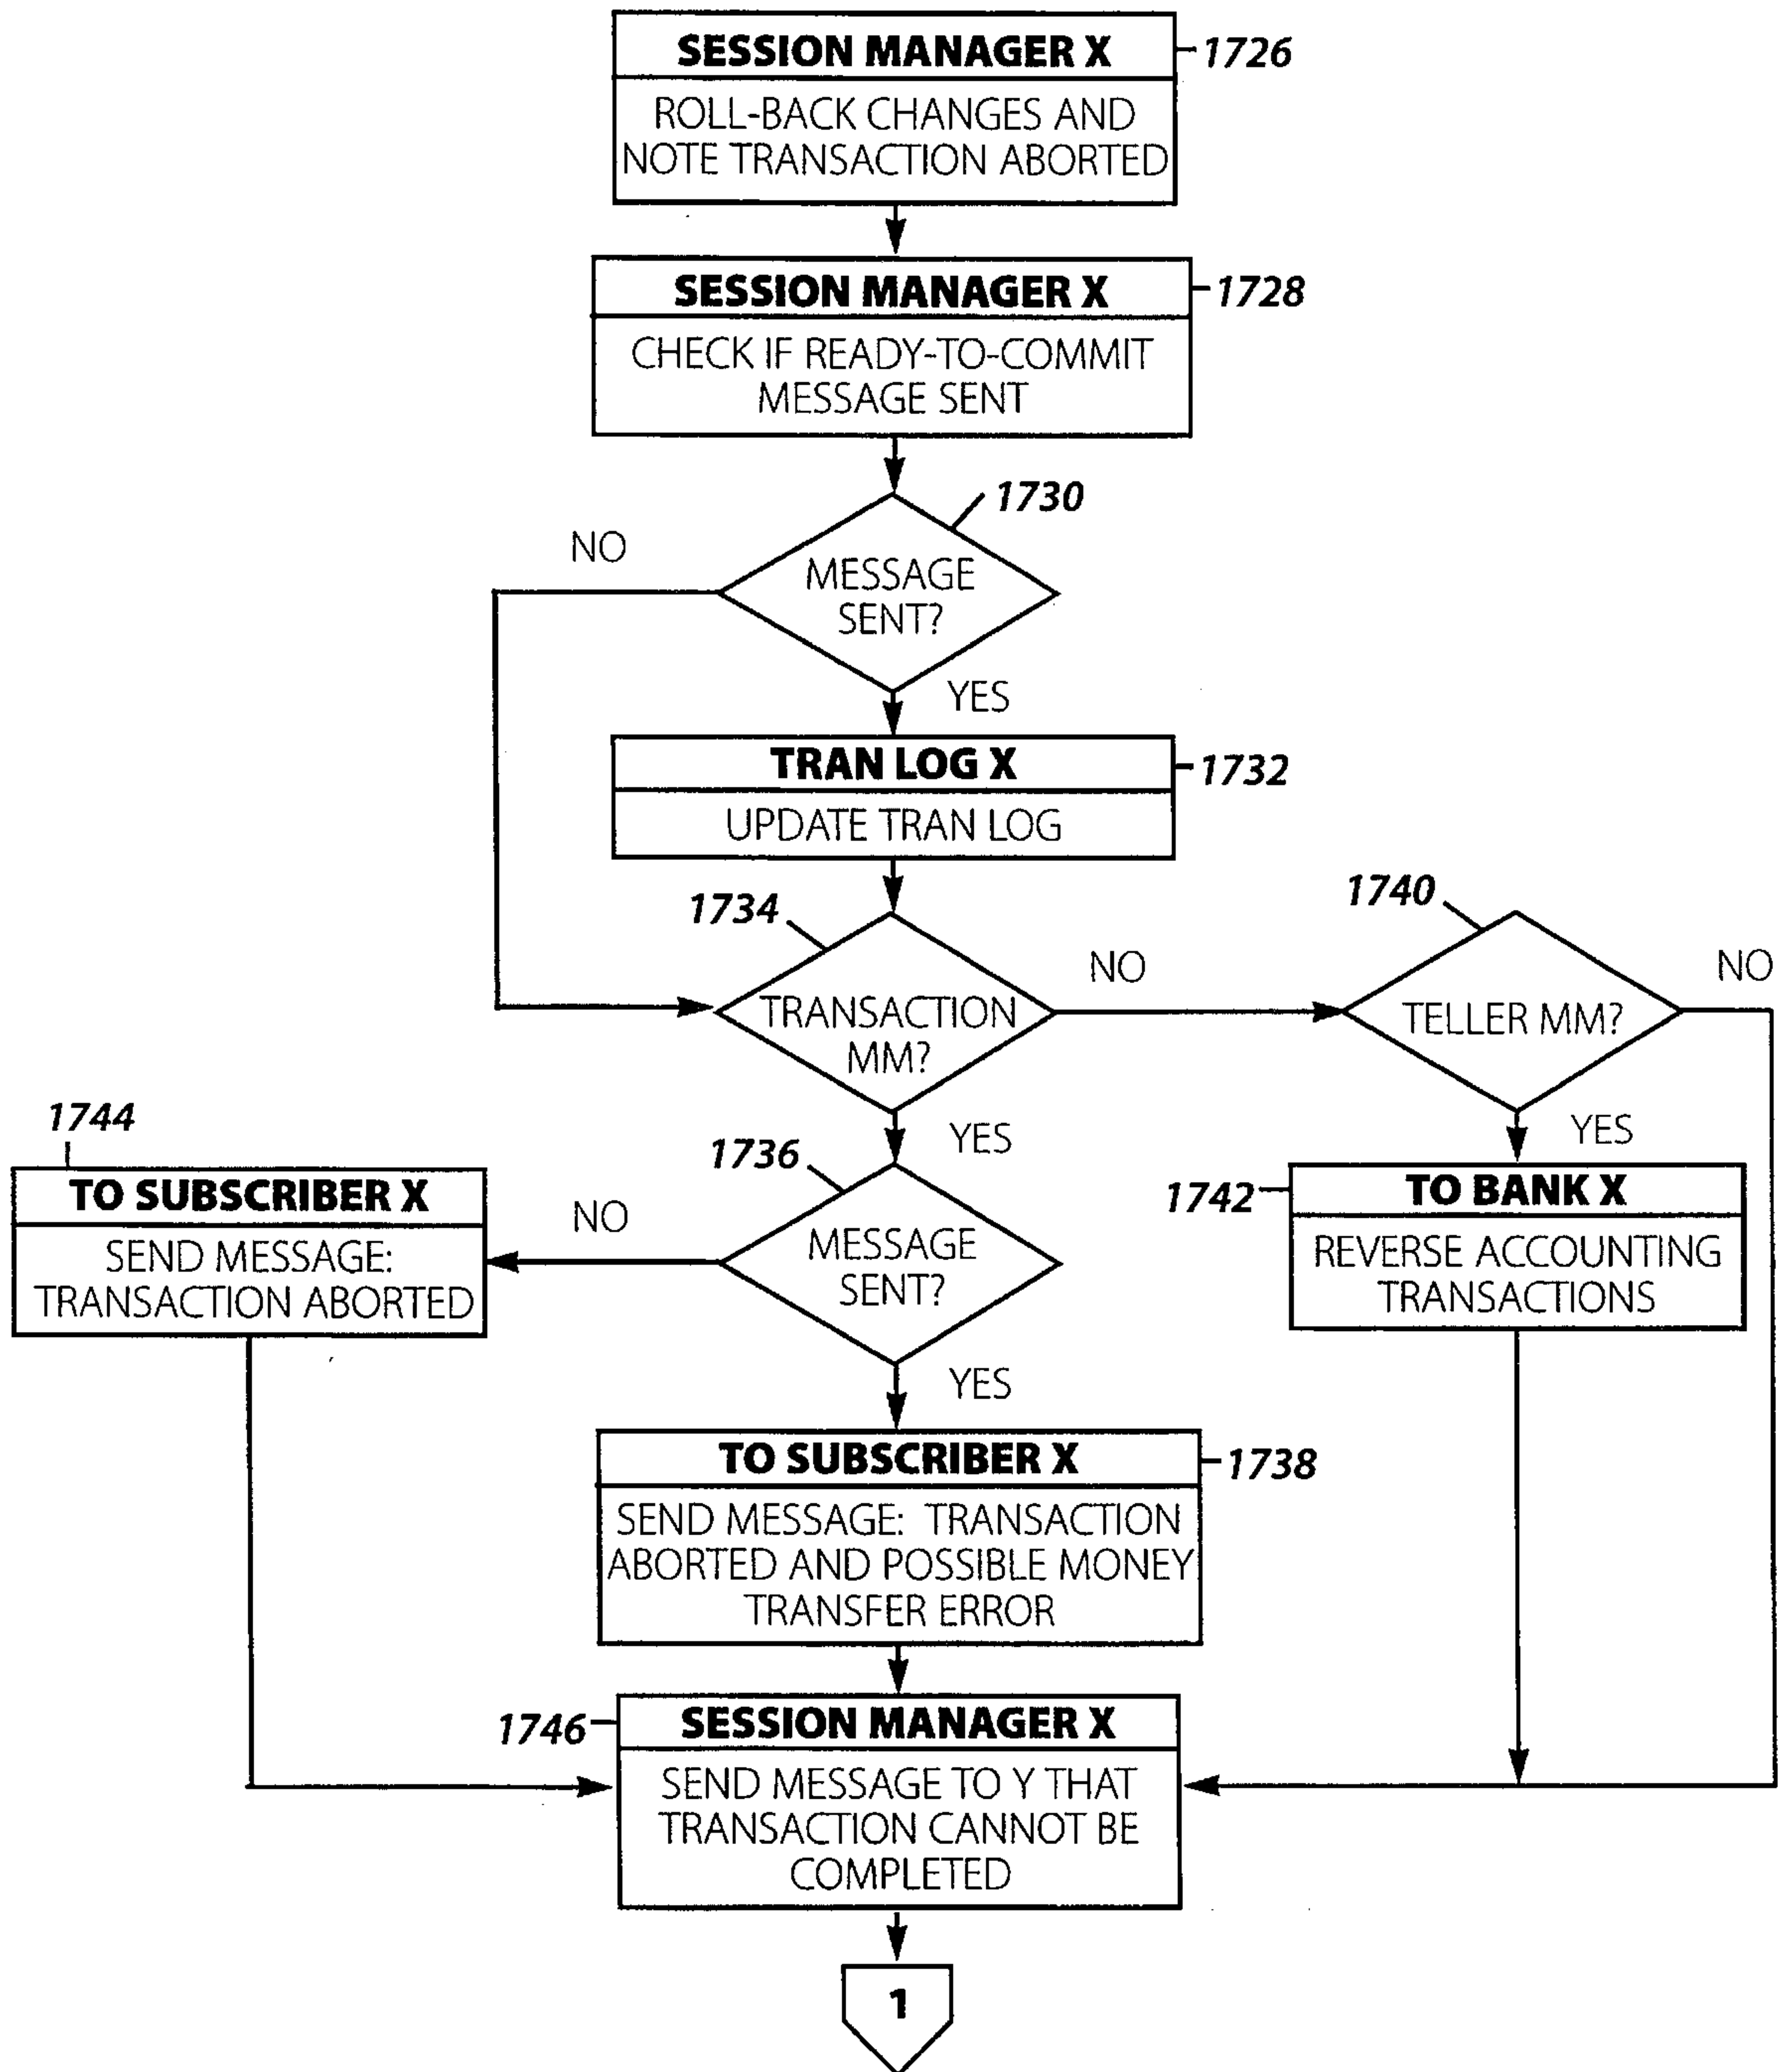 SESSION MANAGER X
1726
ROLL-BACK CHANGES AND
NOTE TRANSACTION ABORTED
SESSION MANAGER X
1728
CHECK IF READY-TO-COMMIT
MESSAGE SENT
1730
NO
MESSAGE
SENT?
YES
TRAN LOG X
1732
UPDATE TRAN LOG
1734
1740
NO
NO
TRANSACTION
MM?
TELLER MM?
1744
YES
YES
1736
TO SUBSCRIBER X
1742
TO BANK X
NO
SEND MESSAGE:
TRANSACTION ABORTED
MESSAGE
SENT?
REVERSE ACCOUNTING
TRANSACTIONS
YES
TO SUBSCRIBER X
1738
SEND MESSAGE: TRANSACTION
ABORTED AND POSSIBLE MONEY
TRANSFER ERROR
1746
SESSION MANAGER X
SEND MESSAGE TO Y THAT
TRANSACTION CANNOT BE
COMPLETED
1